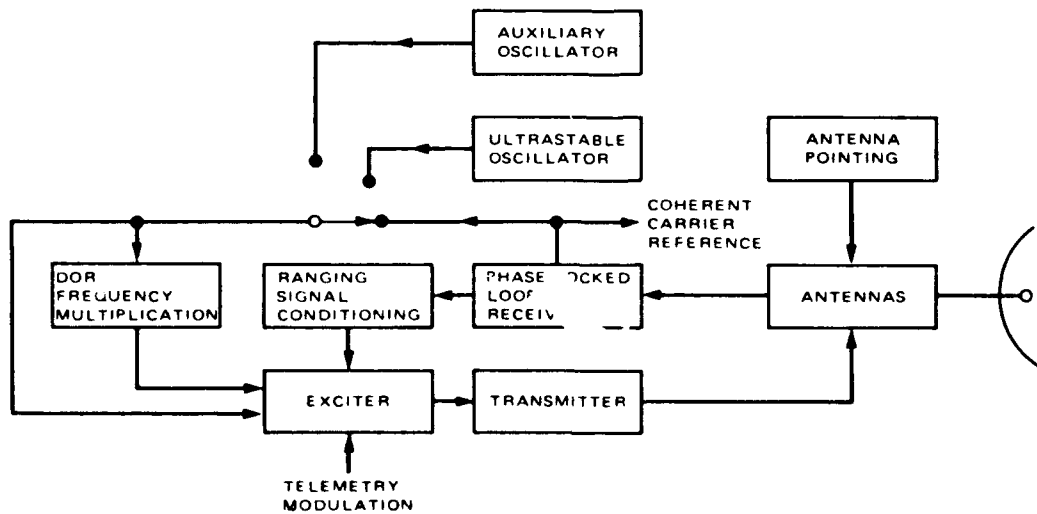 AUXILIARY
OSCILLATOR
ULTRASTABLE
OSCILLATOR
ANTENNA
POINTING
COHERENT
CARRIER
REFERENCE
DOR
FREQUENCY
MULTIPLICATION
RANGING
SIGNAL
CONDITIONING
PHASE
ANTENNAS
EXCITER
TRANSMITTER
TELEMETRY
MODULATION